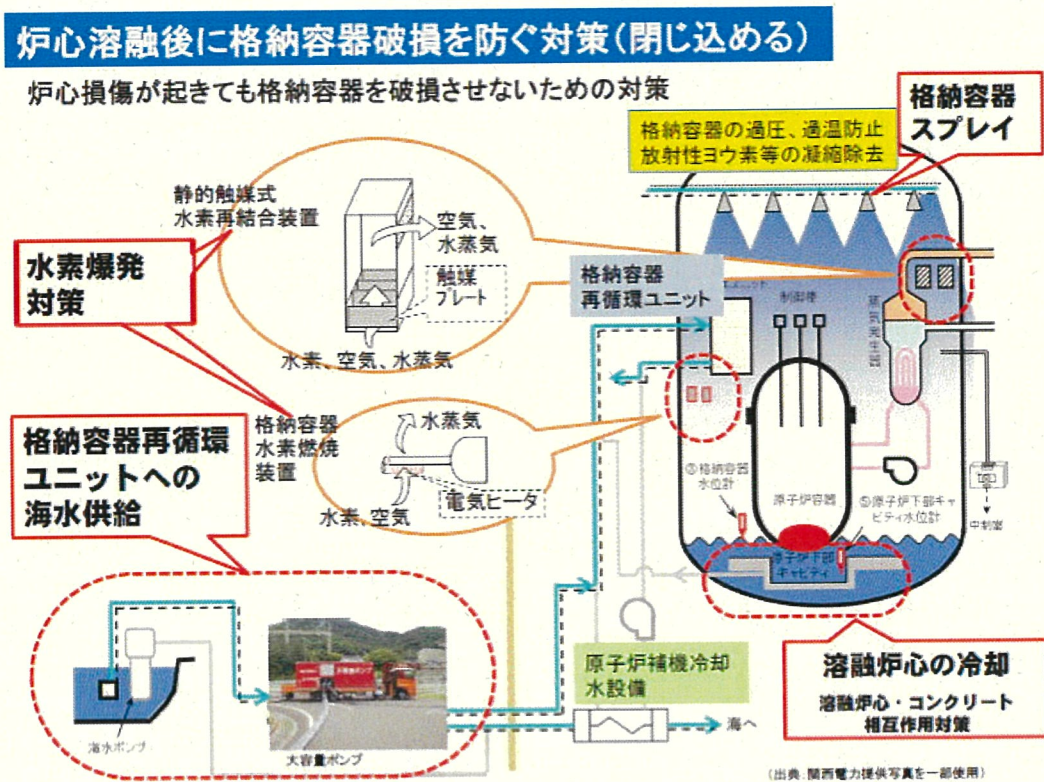 炉心溶融後に格納容器破損を防ぐ対策(閉じ込める)
炉心損傷が起きても格納容器を破損させないための対策
格納容器の過圧、過温防止
放射性ヨウ素等の凝縮除去
格納容器
スプレイ
静的触媒式
水素再結合装置
空気、
水蒸気
触媒
プレート
水素、空気、水蒸気
水素爆発
対策
格納容器
再循環ユニット
制御棒
蒸気発生器
格納容器再循環
ユニットへの
海水供給
格納容器
水素燃焼
装置
水蒸気
電気ヒータ
水素、空気
③格納容器
水位計
原子炉容器
⑤原子炉下部キャ
ビティ水位計
原子炉下部
キャビティ
中制室
海水ポンプ
大容量ポンプ
大容量ポンプ
原子炉補機冷却
水設備
海へ
溶融炉心の冷却
溶融炉心・コンクリート
相互作用対策
(出典 関西電力提供写真を一部使用)